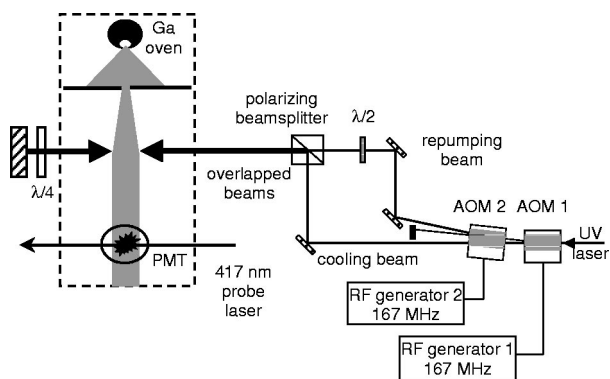 Ga
oven
polarizing
beamsplitter
λ/2
repumping
beam
λ/4
overlapped
beams
AOM 2
AOM 1
UV
laser
PMT
417 nm
probe
laser
cooling beam
RF generator 2
167 MHz
RF generator 1
167 MHz